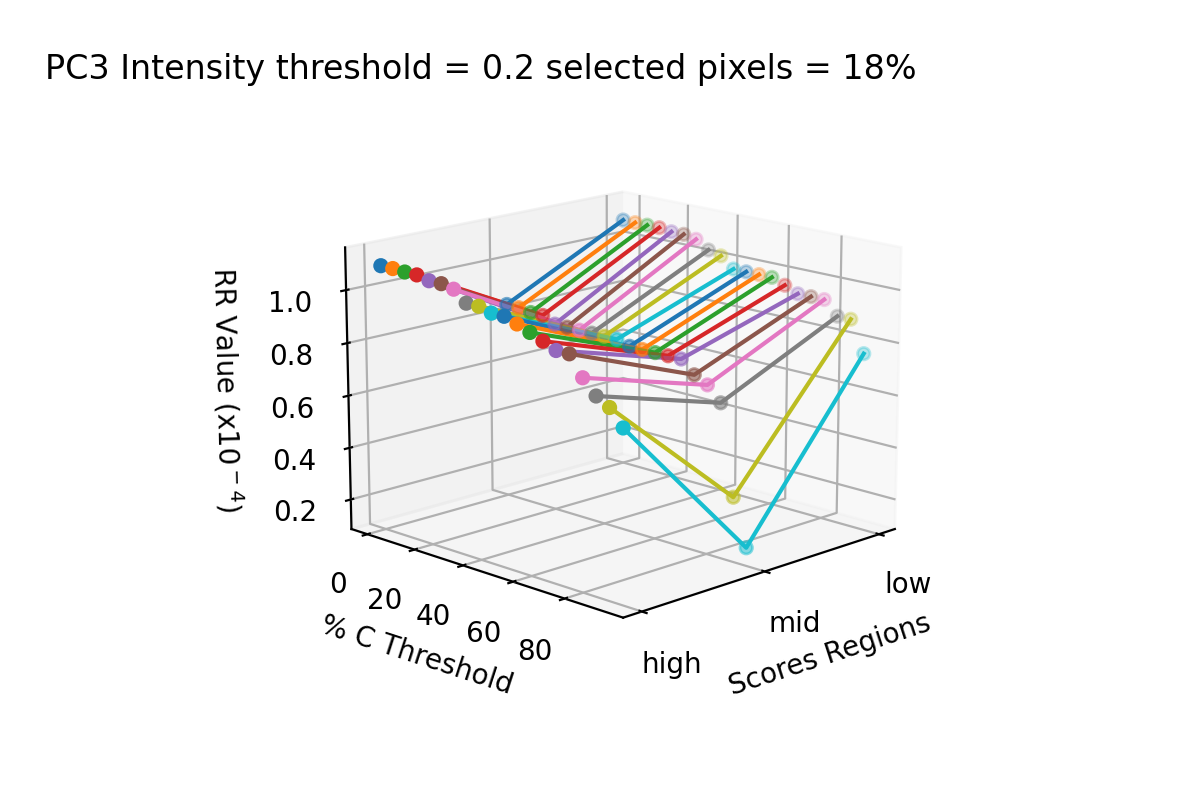 PC3 Intensity threshold = 0.2 selected pixels = 18%
RR Value (x10⁻⁴)
1.0
0.8
0.6
0.4
0.2
0
20
40
60
80
% C Threshold
high
mid
low
Scores Regions